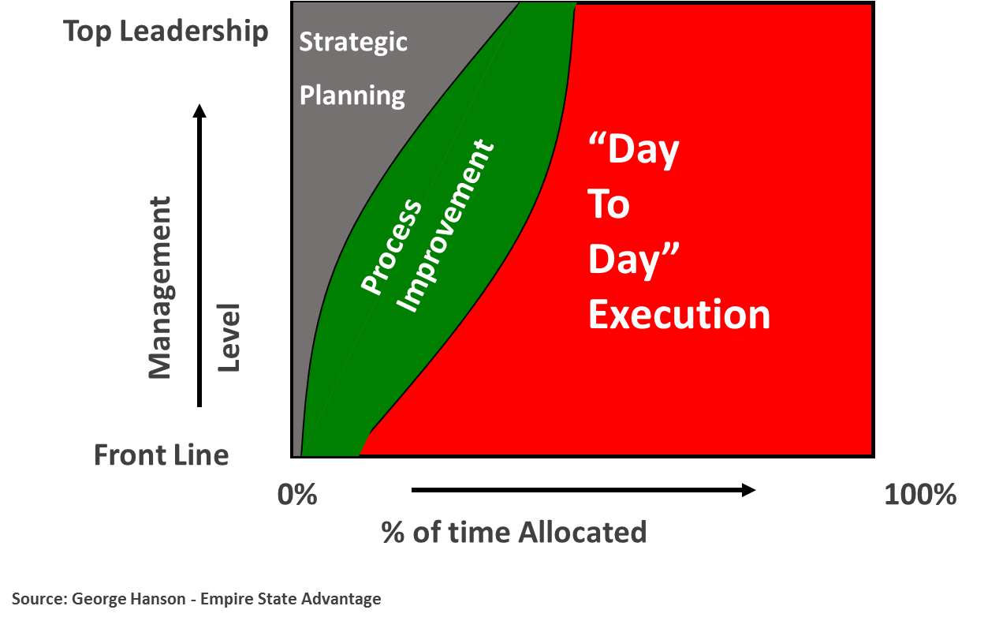 Top Leadership
Strategic
Planning
Management
Level
Process
Improvement
“Day
To
Day”
Execution
Front Line
0%
100%
% of time Allocated
Source: George Hanson - Empire State Advantage